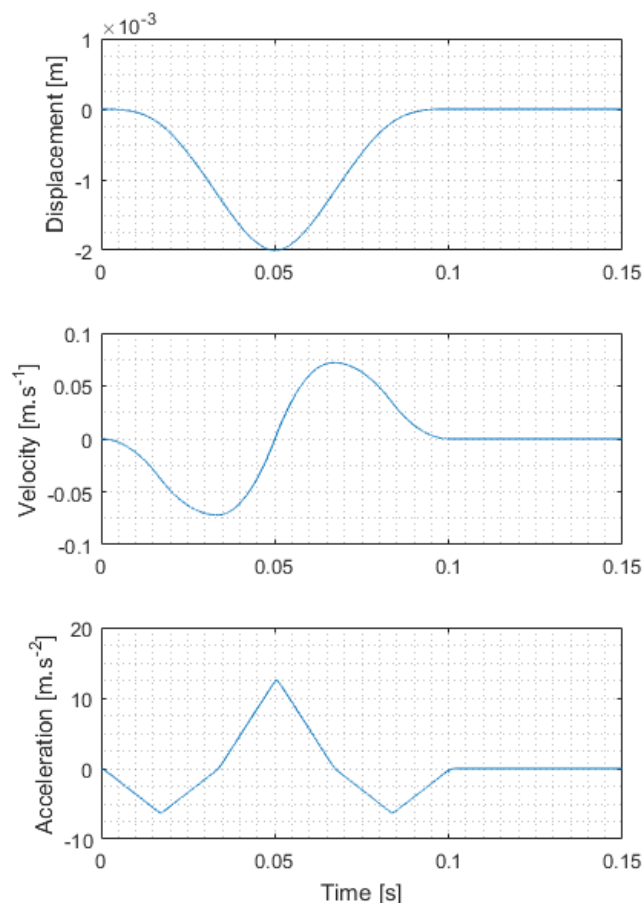 ×10⁻³
1
0
-1
-2
Displacement [m]
0 0.05 0.1 0.15
0.1
0.05
0
-0.05
-0.1
Velocity [m.s⁻¹]
0 0.05 0.1 0.15
20
10
0
-10
Acceleration [m.s⁻²]
0 0.05 0.1 0.15
Time [s]